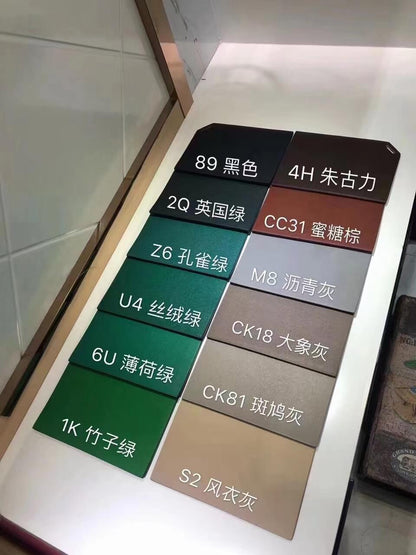 89 黑色
4H 朱古力
2Q 英国绿
CC31 蜜糖棕
Z6 孔雀绿
M8 沥青灰
U4 丝绒绿
CK18 大象灰
6U 薄荷绿
CK81 斑鸠灰
1K 竹子绿
S2 风衣灰